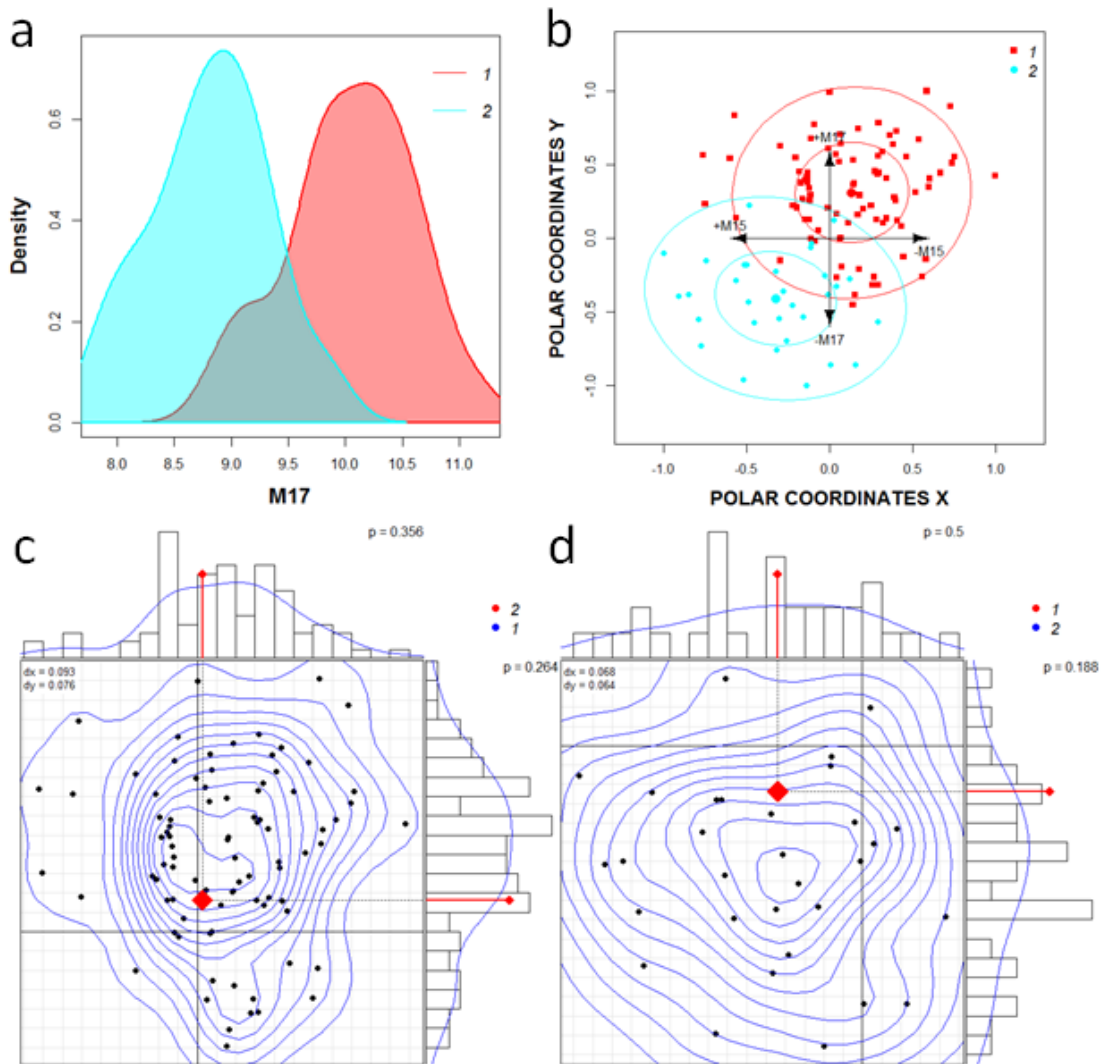 a
Density
0.0
0.2
0.4
0.6
8.0 8.5 9.0 9.5 10.0 10.5 11.0
M17
1
2
b
POLAR COORDINATES Y
-1.0
-0.5
0.0
0.5
1.0
1
2
+M17
+M15
-M15
-M17
-1.0 -0.5 0.0 0.5 1.0
POLAR COORDINATES X
c
p = 0.356
2
1
dx = 0.093
dy = 0.076
p = 0.264
d
p = 0.5
1
2
dx = 0.068
dy = 0.064
p = 0.188